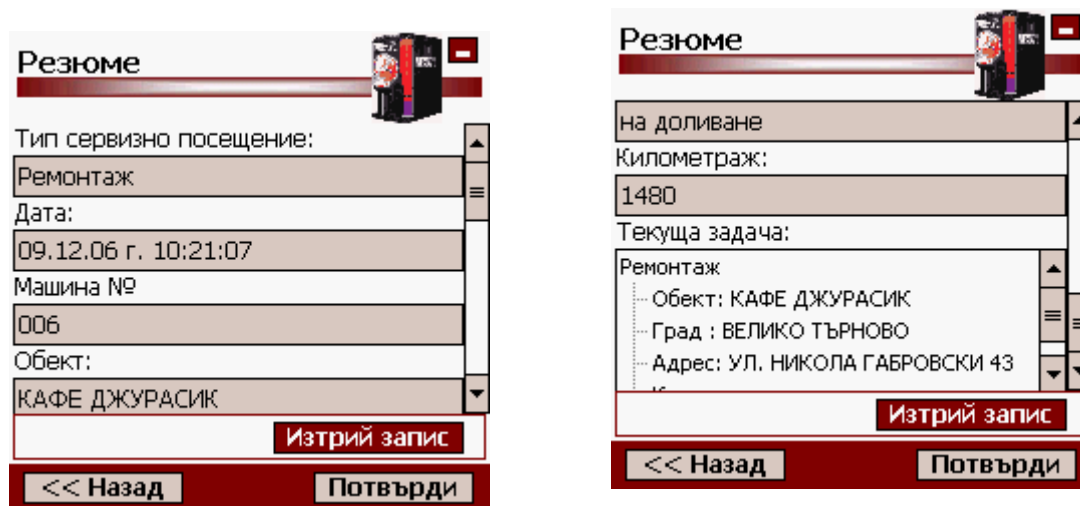 Резюме
Тип сервизно посещение:
Ремонтаж
Дата:
09.12.06 г. 10:21:07
Машина №
006
Обект:
КАФЕ ДЖУРАСИК
Изтрий запис
<< Назад
Потвърди
Резюме
на доливане
Километраж:
1480
Текуща задача:
Ремонтаж
Обект: КАФЕ ДЖУРАСИК
Град : ВЕЛИКО ТЪРНОВО
Адрес: УЛ. НИКОЛА ГАБРОВСКИ 43
Изтрий запис
<< Назад
Потвърди